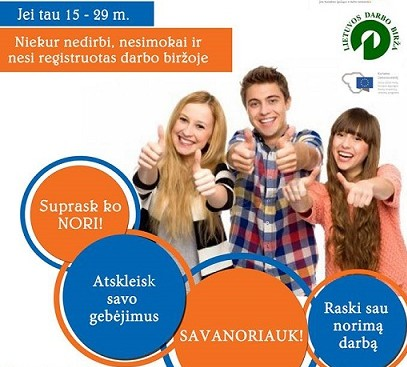 Jei tau 15 - 29 m.
Niekur nedirbi, nesimokai ir
nesi registruotas darbo biržoje
LIETUVOS DARBO BIRŽA
Suprask ko
NORI!
Atskleisk
savo
gebėjimus
SAVANORIAUK!
Raski sau
norimą
darbą